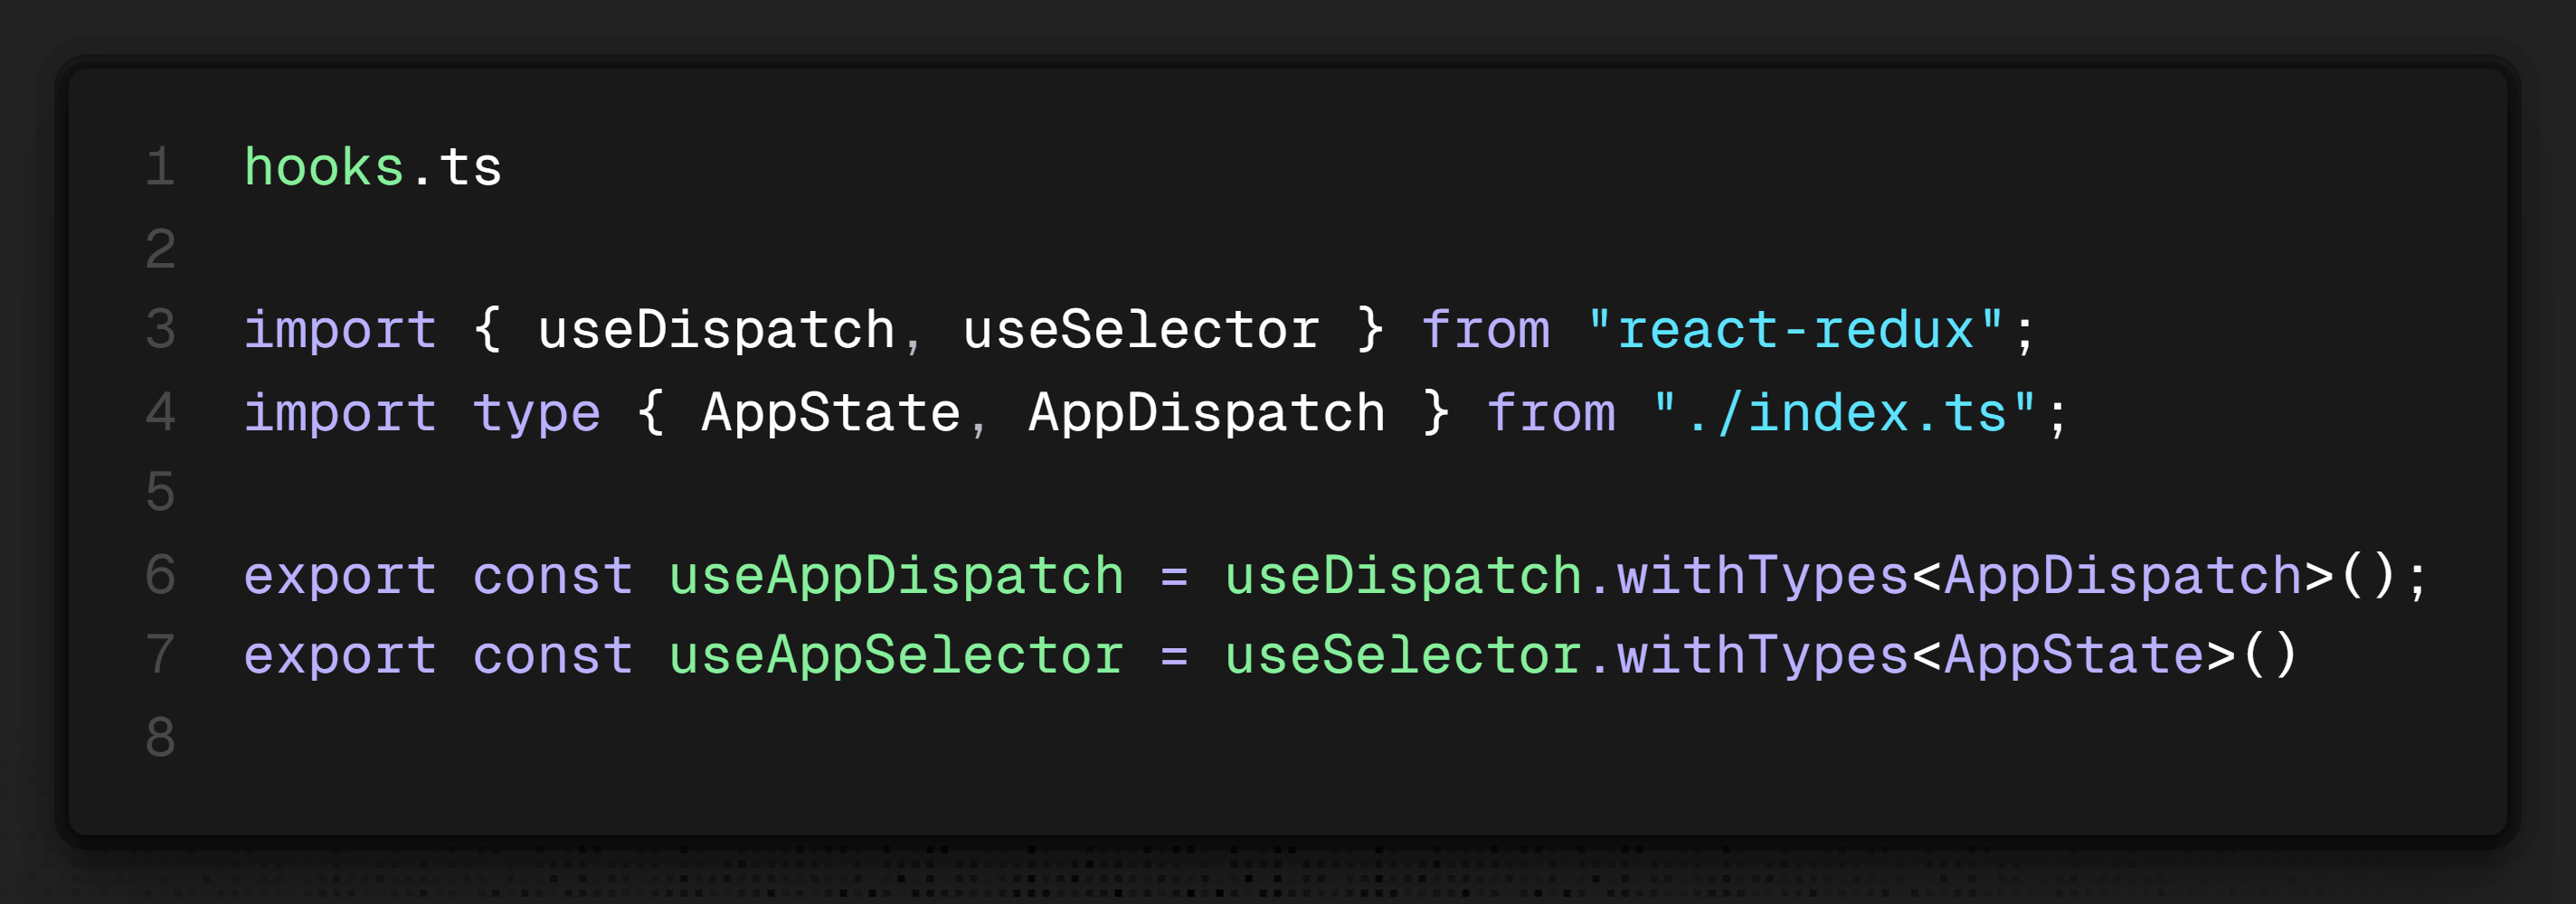 1 hooks.ts
2
3 import { useDispatch, useSelector } from "react-redux";
4 import type { AppState, AppDispatch } from "./index.ts";
5
6 export const useAppDispatch = useDispatch.withTypes<AppDispatch>();
7 export const useAppSelector = useSelector.withTypes<AppState>()
8